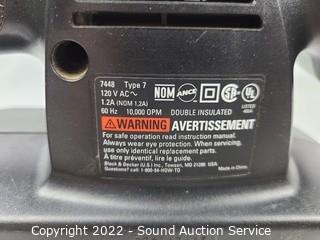 7448 Type 7
120 V AC ~
1.2A (NOM 1,2A)
60 Hz 10,000 OPM DOUBLE INSULATED
NOM ANCE
SA
UL
LISTED
⚠WARNING AVERTISSEMENT
For safe operation read instruction manual.
Always wear eye protection. When servicing,
use only identical replacement parts.
À titre préventif, lire le guide.
Black & Decker (U.S.) Inc., Towson, MD 21286 USA
Questions? call 1-800-54-HOW-TO
Copyright 2022 - Sound Auction Service